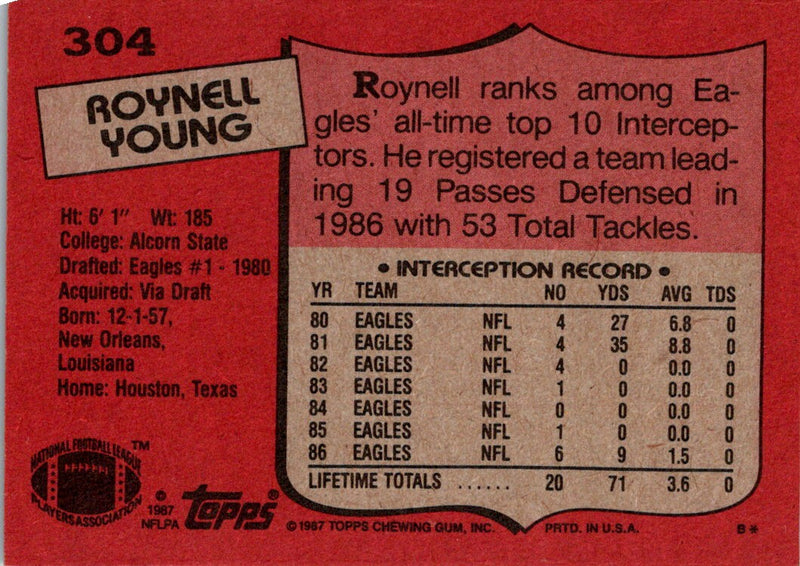 304
ROYNELL
YOUNG
Ht: 6' 1" Wt: 185
College: Alcorn State
Drafted: Eagles #1 - 1980
Acquired: Via Draft
Born: 12-1-57,
New Orleans,
Louisiana
Home: Houston, Texas
Roynell ranks among Ea-
gles' all-time top 10 Intercep-
tors. He registered a team lead-
ing 19 Passes Defensed in
1986 with 53 Total Tackles.
• INTERCEPTION RECORD •
YR TEAM NO YDS AVG TDS
80 EAGLES NFL 4 27 6.8 0
81 EAGLES NFL 4 35 8.8 0
82 EAGLES NFL 4 0 0.0 0
83 EAGLES NFL 1 0 0.0 0
84 EAGLES NFL 0 0 0.0 0
85 EAGLES NFL 1 0 0.0 0
86 EAGLES NFL 6 9 1.5 0
LIFETIME TOTALS ...... 20 71 3.6 0
NATIONAL FOOTBALL LEAGUE ™
PLAYERS ASSOCIATION
© 1987
NFLPA
topps®
© 1987 TOPPS CHEWING GUM, INC. PRTD. IN U.S.A. B*